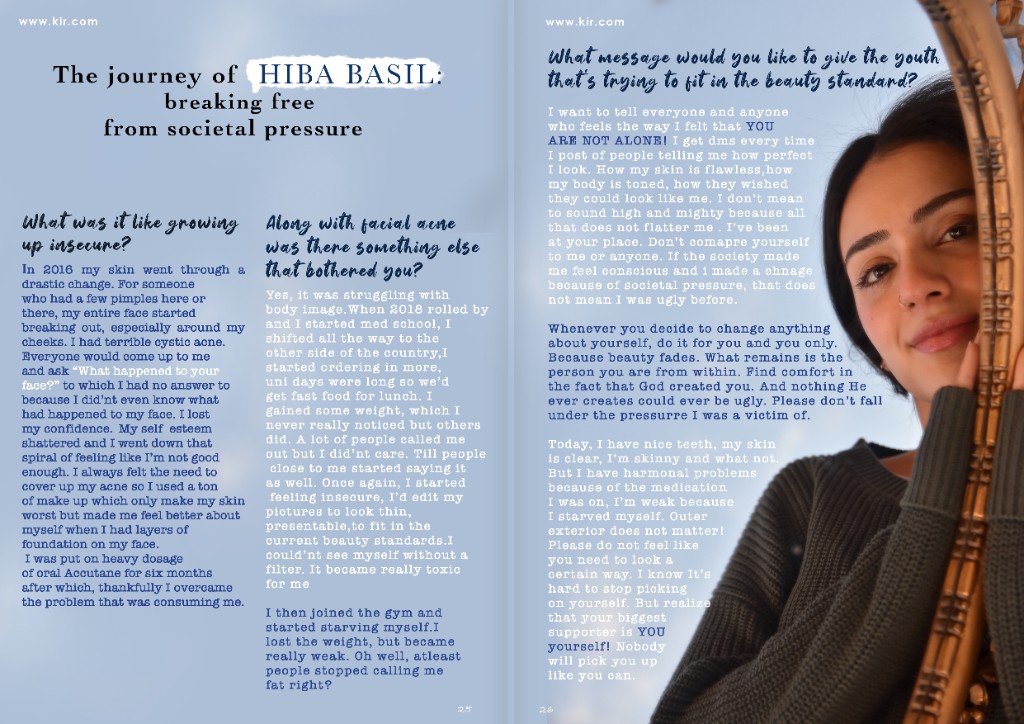 www.klr.com
The journey of HIBA BASIL:
breaking free
from societal pressure
What was it like growing
up insecure?
In 2016 my skin went through a
drastic change. For someone
who had a few pimples here or
there, my entire face started
breaking out, especially around my
cheeks. I had terrible cystic acne.
Everyone would come up to me
and ask "What happened to your
face?" to which I had no answer to
because I did'nt even know what
had happened to my face. I lost
my confidence. My self esteem
shattered and I went down that
spiral of feeling like I'm not good
enough. I always felt the need to
cover up my acne so I used a ton
of make up which only make my skin
worst but made me feel better about
myself when I had layers of
foundation on my face.
I was put on heavy dosage
of oral Accutane for six months
after which, thankfully I overcame
the problem that was consuming me.
Along with facial acne
was there something else
that bothered you?
Yes, it was struggling with
body image.When 2018 rolled by
and I started med school, I
shifted all the way to the
other side of the country,I
started ordering in more,
uni days were long so we'd
get fast food for lunch. I
gained some weight, which I
never really noticed but others
did. A lot of people called me
out but I did'nt care. Till people
close to me started saying it
as well. Once again, I started
feeling insecure, I'd edit my
pictures to look thin,
presentable,to fit in the
current beauty standards.I
could'nt see myself without a
filter. It became really toxic
for me
I then joined the gym and
started starving myself.I
lost the weight, but became
really weak. Oh well, atleast
people stopped calling me
fat right?
25
www.klr.com
What message would you like to give the youth
that's trying to fit in the beauty standard?
I want to tell everyone and anyone
who feels the way I felt that YOU
ARE NOT ALONE! I get dms every time
I post of people telling me how perfect
I look. How my skin is flawless,how
my body is toned, how they wished
they could look like me. I don't mean
to sound high and mighty because all
that does not flatter me . I've been
at your place. Don't comapre yourself
to me or anyone. If the society made
me feel conscious and i made a chnage
because of societal pressure, that does
not mean I was ugly before.
Whenever you decide to change anything
about yourself, do it for you and you only.
Because beauty fades. What remains is the
person you are from within. Find comfort in
the fact that God created you. And nothing He
ever creates could ever be ugly. Please don't fall
under the pressurre I was a victim of.
Today, I have nice teeth, my skin
is clear, I'm skinny and what not.
But I have harmonal problems
because of the medication
I was on, I'm weak because
I starved myself. Outer
exterior does not matter!
Please do not feel like
you need to look a
certain way. I know It's
hard to stop picking
on yourself. But realize
that your biggest
supporter is YOU
yourself! Nobody
will pick you up
like you can.
26